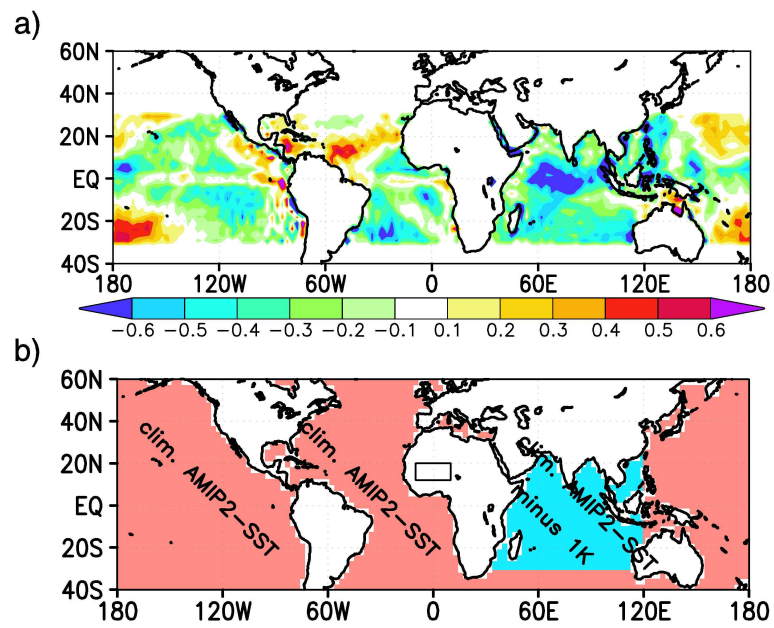 a)
60N
40N
20N
EQ
20S
40S
180 120W 60W 0 60E 120E 180
−0.6 −0.5 −0.4 −0.3 −0.2 −0.1 0.1 0.2 0.3 0.4 0.5 0.6
b)
60N
40N
20N
EQ
20S
40S
clim. AMIP2−SST
clim. AMIP2−SST
clim. AMIP2−SST
minus 1K
180 120W 60W 0 60E 120E 180